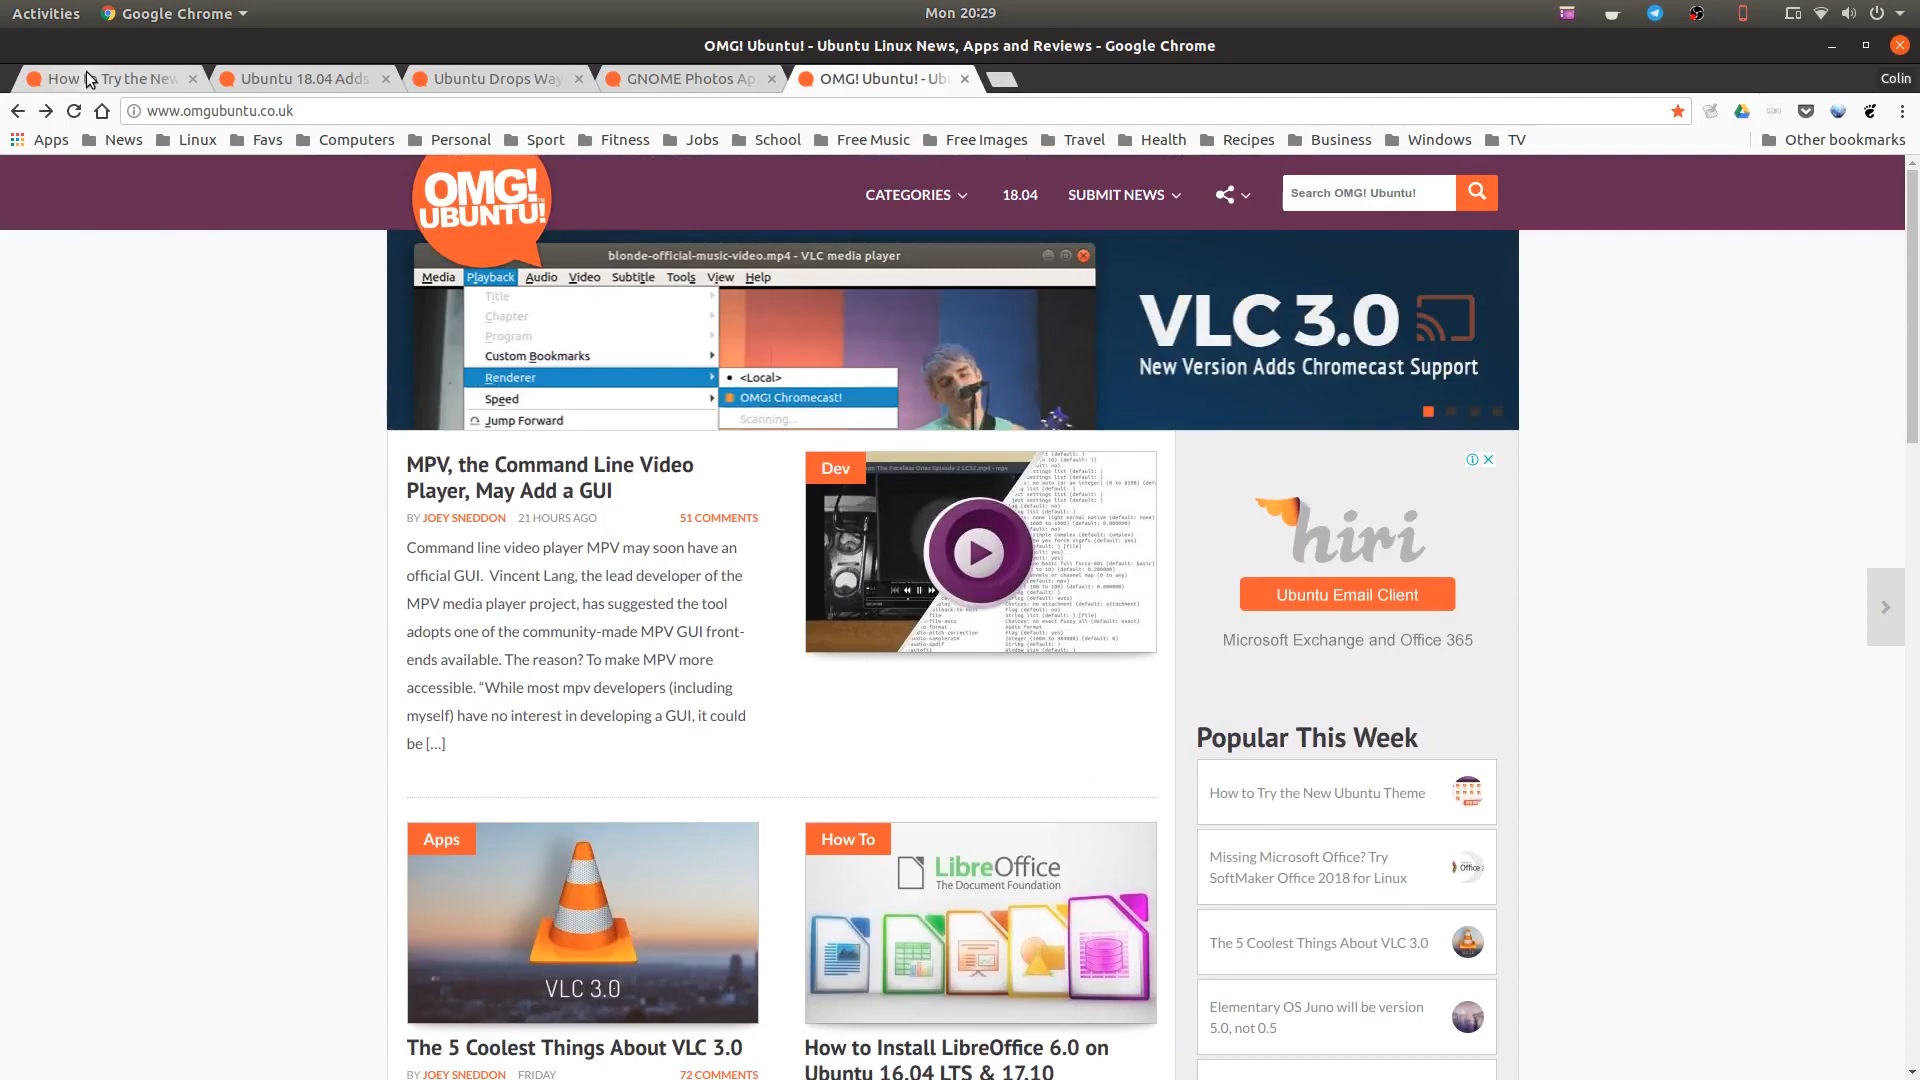 Activities
Google Chrome
Mon 20:29
OMG! Ubuntu! - Ubuntu Linux News, Apps and Reviews - Google Chrome
How to Try the New
Ubuntu 18.04 Adds
Ubuntu Drops Way
GNOME Photos Ap
OMG! Ubuntu! - Ub
Colin
www.omgubuntu.co.uk
Apps News Linux Favs Computers Personal Sport Fitness Jobs School Free Music Free Images Travel Health Recipes Business Windows TV Other bookmarks
OMG!
UBUNTU!
CATEGORIES
18.04
SUBMIT NEWS
Search OMG! Ubuntu!
blonde-official-music-video.mp4 - VLC media player
Media Playback Audio Video Subtitle Tools View Help
Title
Chapter
Program
Custom Bookmarks
Renderer
<Local>
Speed
OMG! Chromecast!
Jump Forward
Scanning...
VLC 3.0
New Version Adds Chromecast Support
MPV, the Command Line Video
Player, May Add a GUI
BY JOEY SNEDDON 21 HOURS AGO 51 COMMENTS
Command line video player MPV may soon have an
official GUI. Vincent Lang, the lead developer of the
MPV media player project, has suggested the tool
adopts one of the community-made MPV GUI front-
ends available. The reason? To make MPV more
accessible. “While most mpv developers (including
myself) have no interest in developing a GUI, it could
be [...]
Dev
hiri
Ubuntu Email Client
Microsoft Exchange and Office 365
Popular This Week
How to Try the New Ubuntu Theme
Missing Microsoft Office? Try
SoftMaker Office 2018 for Linux
Office
The 5 Coolest Things About VLC 3.0
Elementary OS Juno will be version
5.0, not 0.5
Apps
VLC 3.0
The 5 Coolest Things About VLC 3.0
BY JOEY SNEDDON FRIDAY 72 COMMENTS
How To
LibreOffice
The Document Foundation
How to Install LibreOffice 6.0 on
Ubuntu 16.04 LTS & 17.10